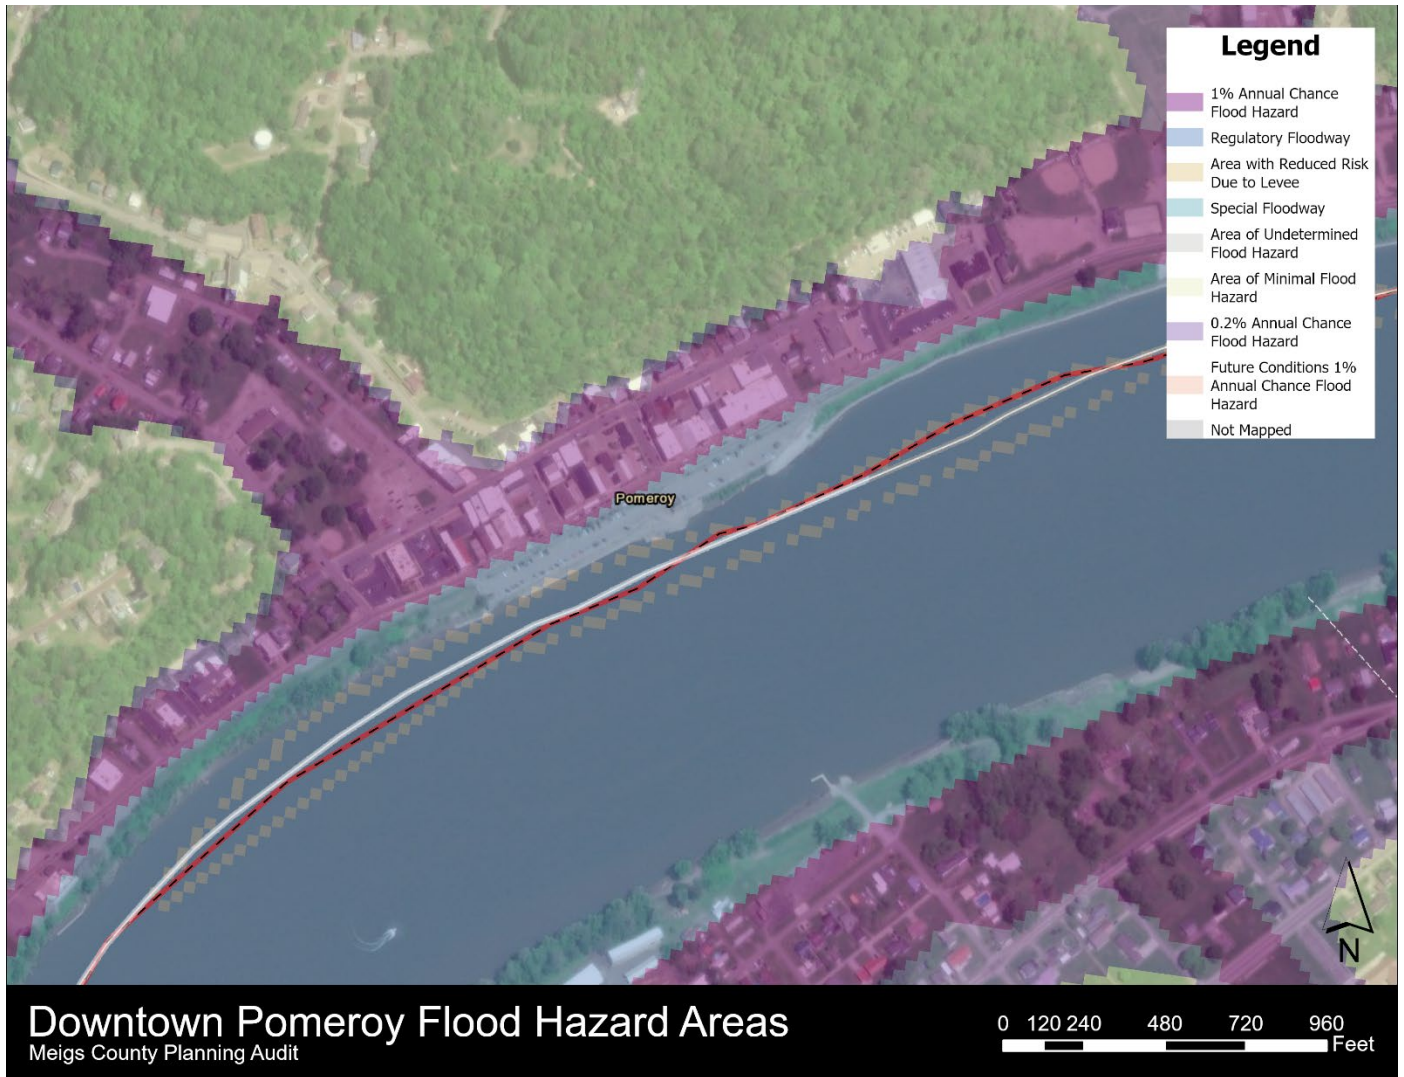 Legend
1% Annual Chance
Flood Hazard
Regulatory Floodway
Area with Reduced Risk
Due to Levee
Special Floodway
Area of Undetermined
Flood Hazard
Area of Minimal Flood
Hazard
0.2% Annual Chance
Flood Hazard
Future Conditions 1%
Annual Chance Flood
Hazard
Not Mapped
Pomeroy
N
Downtown Pomeroy Flood Hazard Areas
Meigs County Planning Audit
0 120 240 480 720 960
Feet